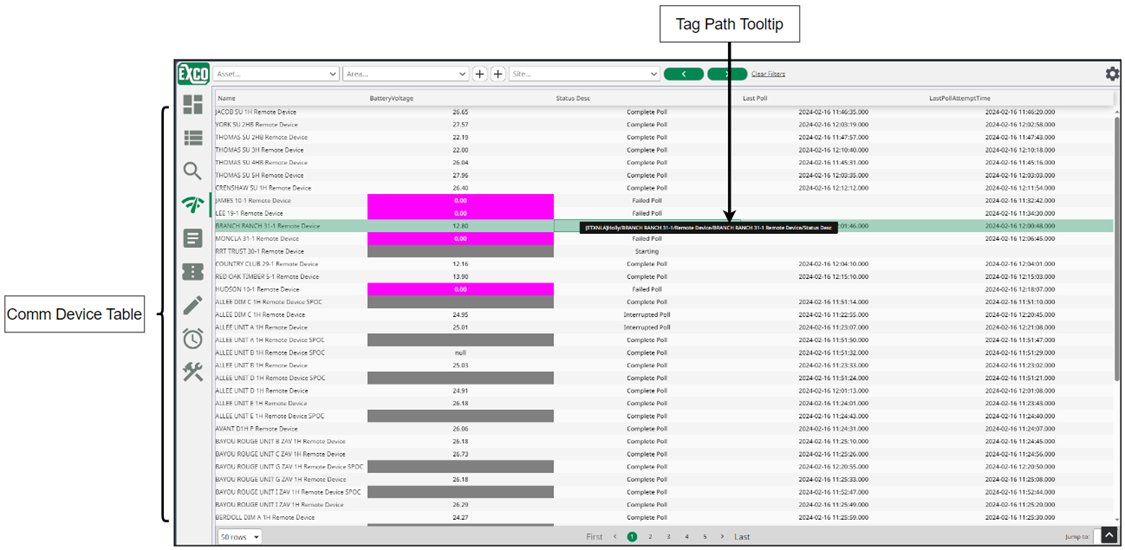 Tag Path Tooltip
EXCO Asset... Area... + + Site... < > Clear Filters
Name BatteryVoltage Status Desc Last Poll LastPollAttemptTime
JACOB SU 1H Remote Device 26.65 Complete Poll 2024-02-16 11:46:35.000 2024-02-16 11:46:29.000
YORK SU 2HB Remote Device 27.57 Complete Poll 2024-02-16 12:03:19.000 2024-02-16 12:02:58.000
THOMAS SU 2HB Remote Device 22.19 Complete Poll 2024-02-16 11:47:57.000 2024-02-16 11:47:43.000
THOMAS SU 3H Remote Device 22.00 Complete Poll 2024-02-16 12:10:40.000 2024-02-16 12:10:18.000
THOMAS SU 4HB Remote Device 26.04 Complete Poll 2024-02-16 11:45:31.000 2024-02-16 11:45:16.000
THOMAS SU 5H Remote Device 27.96 Complete Poll 2024-02-16 12:03:35.000 2024-02-16 12:03:03.000
CRENSHAW SU 1H Remote Device 26.40 Complete Poll 2024-02-16 12:12:12.000 2024-02-16 12:11:54.000
JAMES 10-1 Remote Device 0.00 Failed Poll 2024-02-16 11:32:42.000
LEE 19-1 Remote Device 0.00 Failed Poll 2024-02-16 11:34:30.000
BRANCH RANCH 31-1 Remote Device 12.80 [ETXNLA]Holly/BRANCH RANCH 31-1/Remote Device/BRANCH RANCH 31-1 Remote Device/Status Desc :01:46.000 2024-02-16 12:00:48.000
MONCLA 31-1 Remote Device 0.00 Failed Poll 2024-02-16 12:06:45.000
RRT TRUST 30-1 Remote Device Starting
COUNTRY CLUB 29-1 Remote Device 12.16 Complete Poll 2024-02-16 12:04:10.000 2024-02-16 12:04:01.000
RED OAK TIMBER 5-1 Remote Device 13.90 Complete Poll 2024-02-16 12:15:10.000 2024-02-16 12:15:03.000
HUDSON 10-1 Remote Device 0.00 Failed Poll 2024-02-16 12:18:07.000
ALLEE DIM C 1H Remote Device SPOC Complete Poll 2024-02-16 11:51:14.000 2024-02-16 11:51:10.000
Comm Device Table
ALLEE DIM C 1H Remote Device 24.95 Interrupted Poll 2024-02-16 11:22:55.000 2024-02-16 12:20:45.000
ALLEE UNIT A 1H Remote Device 25.01 Interrupted Poll 2024-02-16 11:23:07.000 2024-02-16 12:21:08.000
ALLEE UNIT A 1H Remote Device SPOC Complete Poll 2024-02-16 11:51:50.000 2024-02-16 11:51:47.000
ALLEE UNIT B 1H Remote Device SPOC null Complete Poll 2024-02-16 11:51:32.000 2024-02-16 11:51:29.000
ALLEE UNIT B 1H Remote Device 25.03 Complete Poll 2024-02-16 11:23:33.000 2024-02-16 11:23:02.000
ALLEE UNIT D 1H Remote Device SPOC Complete Poll 2024-02-16 11:51:24.000 2024-02-16 11:51:21.000
ALLEE UNIT D 1H Remote Device 24.91 Complete Poll 2024-02-16 12:01:13.000 2024-02-16 12:01:08.000
ALLEE UNIT E 1H Remote Device 26.18 Complete Poll 2024-02-16 11:24:01.000 2024-02-16 11:23:43.000
ALLEE UNIT E 1H Remote Device SPOC Complete Poll 2024-02-16 11:24:43.000 2024-02-16 11:24:40.000
AVANT D1H P Remote Device 26.06 Complete Poll 2024-02-16 11:24:31.000 2024-02-16 11:24:07.000
BAYOU ROUGE UNIT B ZAV 1H Remote Device 26.18 Complete Poll 2024-02-16 11:25:10.000 2024-02-16 11:24:45.000
BAYOU ROUGE UNIT C ZAV 1H Remote Device 26.73 Complete Poll 2024-02-16 11:25:26.000 2024-02-16 11:24:56.000
BAYOU ROUGE UNIT G ZAV 1H Remote Device SPOC Complete Poll 2024-02-16 12:20:55.000 2024-02-16 12:20:50.000
BAYOU ROUGE UNIT G ZAV 1H Remote Device 26.18 Complete Poll 2024-02-16 11:25:33.000 2024-02-16 11:25:08.000
BAYOU ROUGE UNIT I ZAV 1H Remote Device SPOC Complete Poll 2024-02-16 11:52:47.000 2024-02-16 11:52:44.000
BAYOU ROUGE UNIT I ZAV 1H Remote Device 26.29 Complete Poll 2024-02-16 11:25:51.000 2024-02-16 11:25:20.000
BERDOLL DIM A 1H Remote Device 24.27 Complete Poll 2024-02-16 11:25:59.000 2024-02-16 11:25:30.000
50 rows First < 1 2 3 4 5 > Last Jump to: